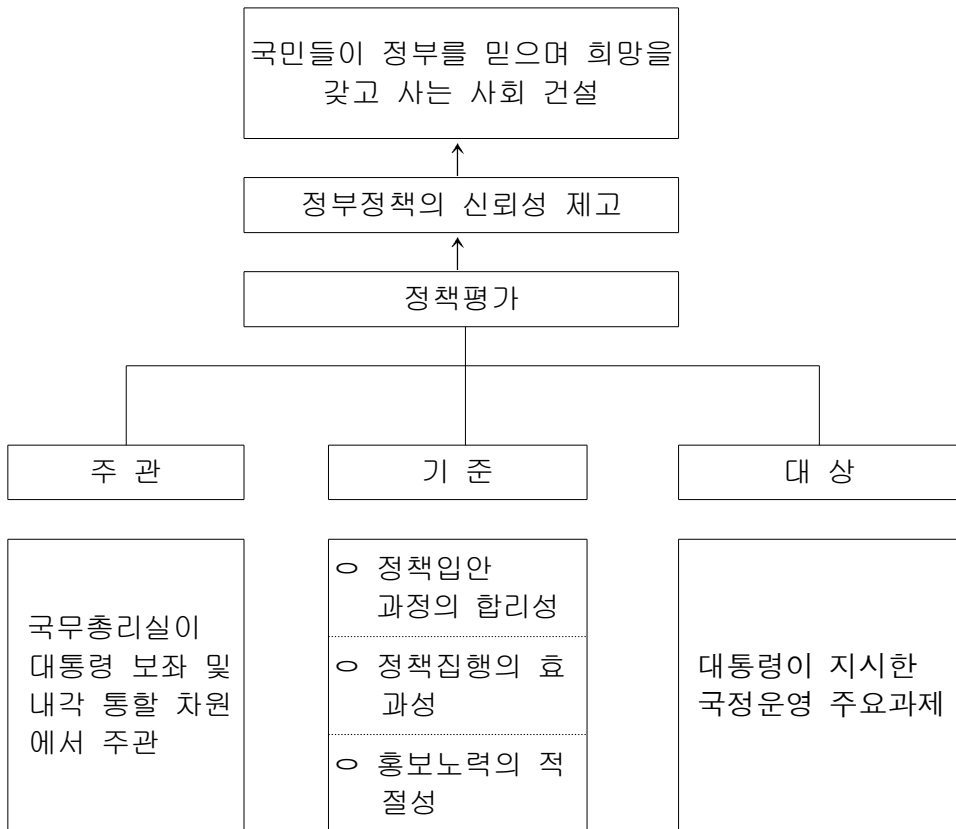 국민들이 정부를 믿으며 희망을
갖고 사는 사회 건설
정부정책의 신뢰성 제고
정책평가
주 관
기 준
대 상
국무총리실이
대통령 보좌 및
내각 통할 차원
에서 주관
ㅇ 정책입안
과정의 합리성
ㅇ 정책집행의 효
과성
ㅇ 홍보노력의 적
절성
대통령이 지시한
국정운영 주요과제